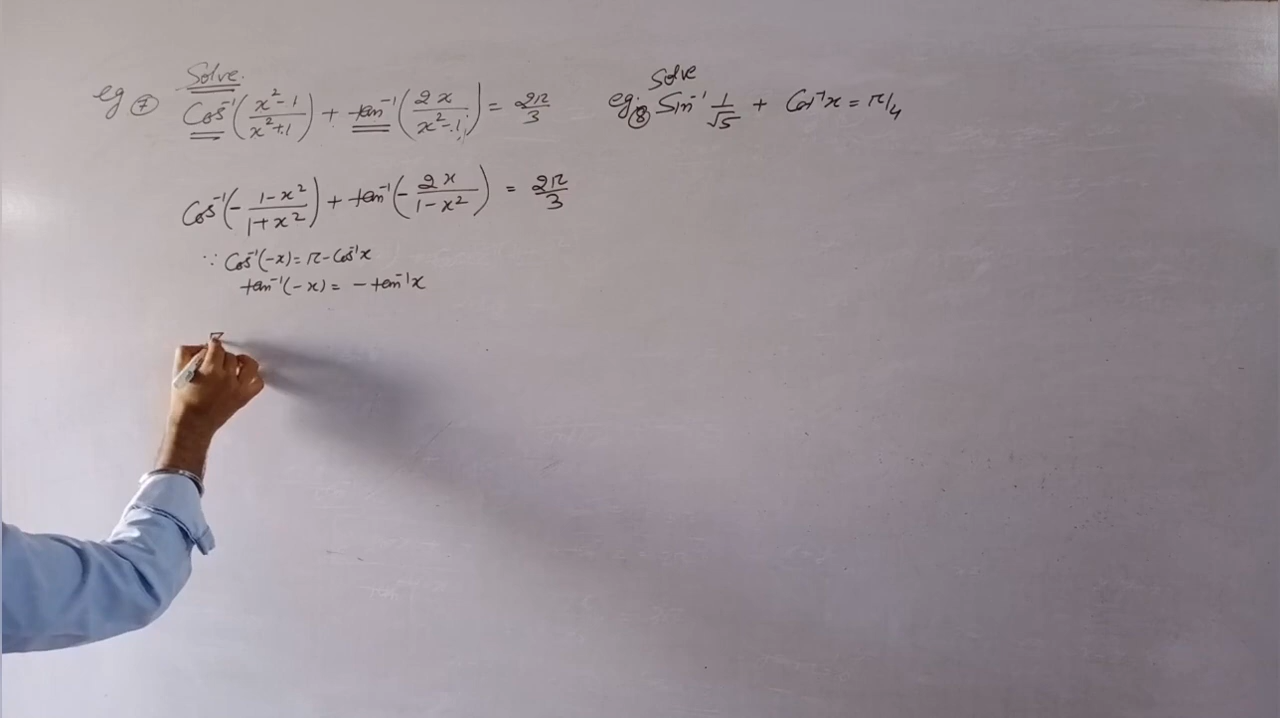 Solve.
eg ⑦ Cos⁻¹((x²-1)/(x²+1)) + tan⁻¹(2x/(x²-1)) = 2π/3
Cos⁻¹(-(1-x²)/(1+x²)) + tan⁻¹(-2x/(1-x²)) = 2π/3
∵ Cos⁻¹(-x) = π - Cos⁻¹x
tan⁻¹(-x) = - tan⁻¹x
Solve
eg: ⑧ Sin⁻¹ 1/√5 + Cot⁻¹x = π/4